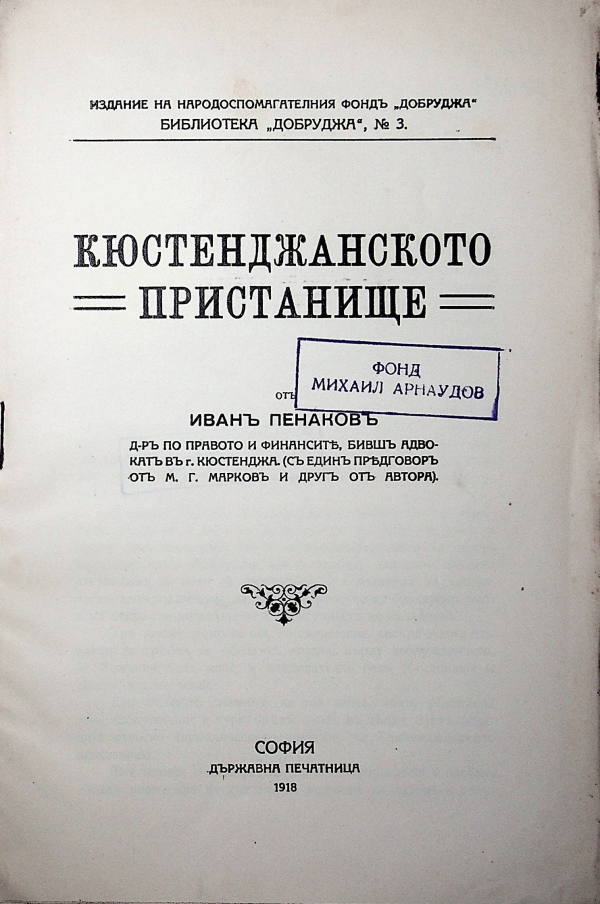 ИЗДАНИЕ НА НАРОДОСПОМАГАТЕЛНИЯ ФОНДЪ „ДОБРУДЖА“
БИБЛИОТЕКА „ДОБРУДЖА“, № 3.
КЮСТЕНДЖАНСКОТО
ПРИСТАНИЩЕ
ФОНД
МИХАИЛ АРНАУДОВ
отъ
ИВАНЪ ПЕНАКОВЪ
Д-РЪ ПО ПРАВОТО И ФИНАНСИТѢ, БИВШЪ АДВО-
КАТЪ ВЪ г. КЮСТЕНДЖА. (СЪ ЕДИНЪ ПРѢДГОВОРЪ
ОТЪ М. Г. МАРКОВЪ И ДРУГЪ ОТЪ АВТОРА).
СОФИЯ
ДЪРЖАВНА ПЕЧАТНИЦА
1918